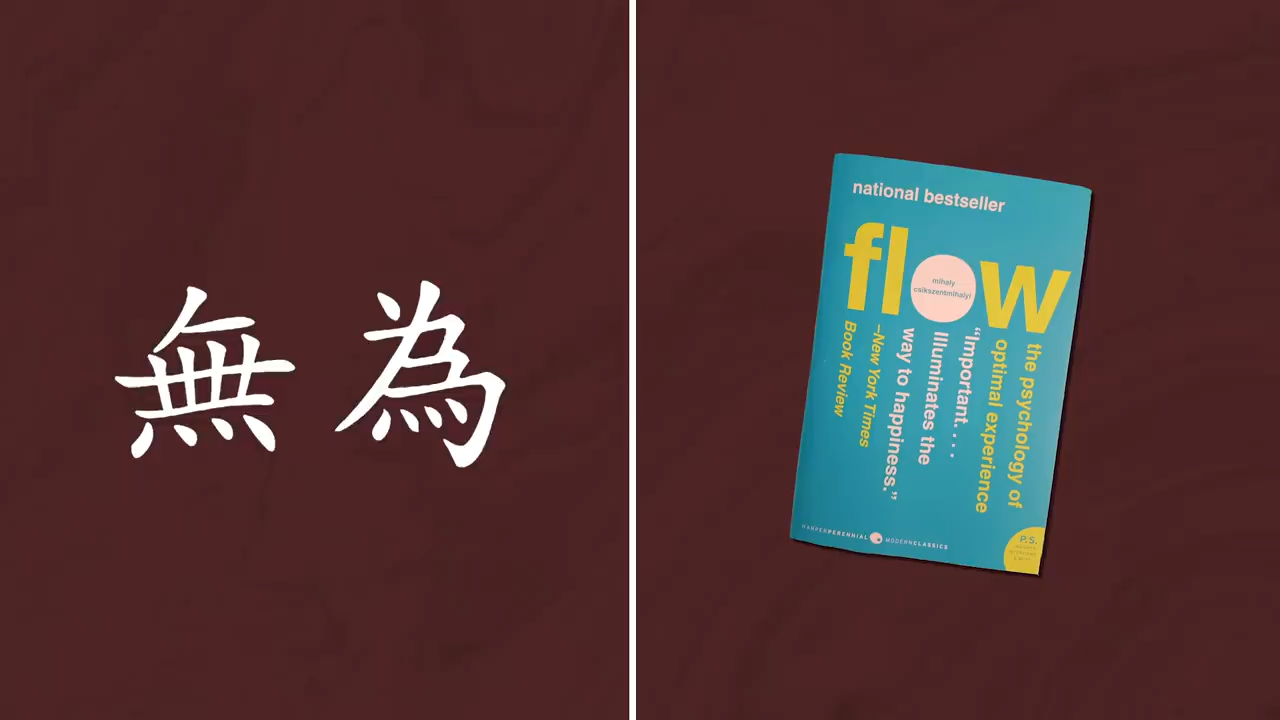 無為
national bestseller
flow
mihaly
csikszentmihalyi
the psychology of
optimal experience
“Important. . . .
Illuminates the
way to happiness.”
—New York Times
Book Review
HARPERPERENNIAL MODERNCLASSICS
P.S.